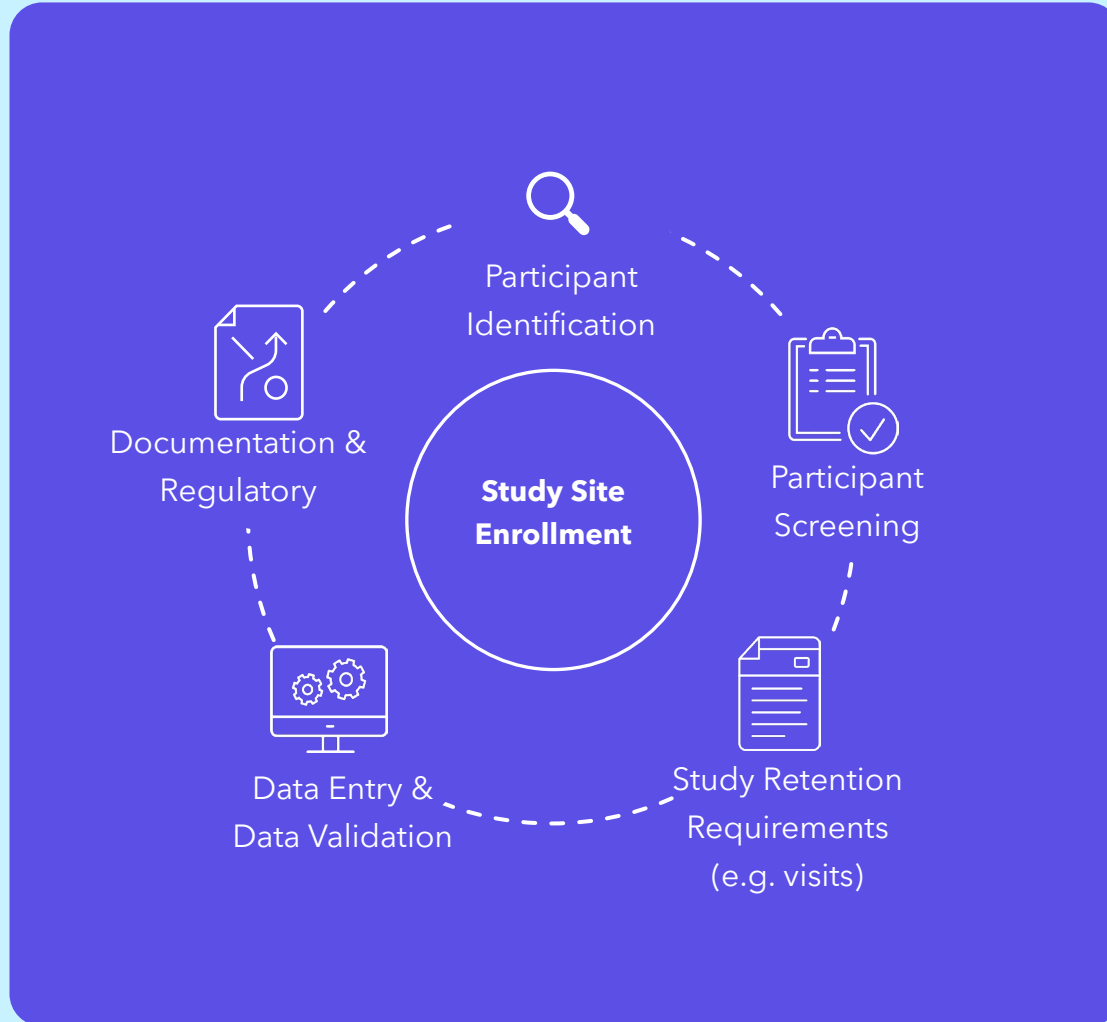 Participant
Identification
Participant
Screening
Study Retention
Requirements
(e.g. visits)
Data Entry &
Data Validation
Documentation &
Regulatory
Study Site
Enrollment